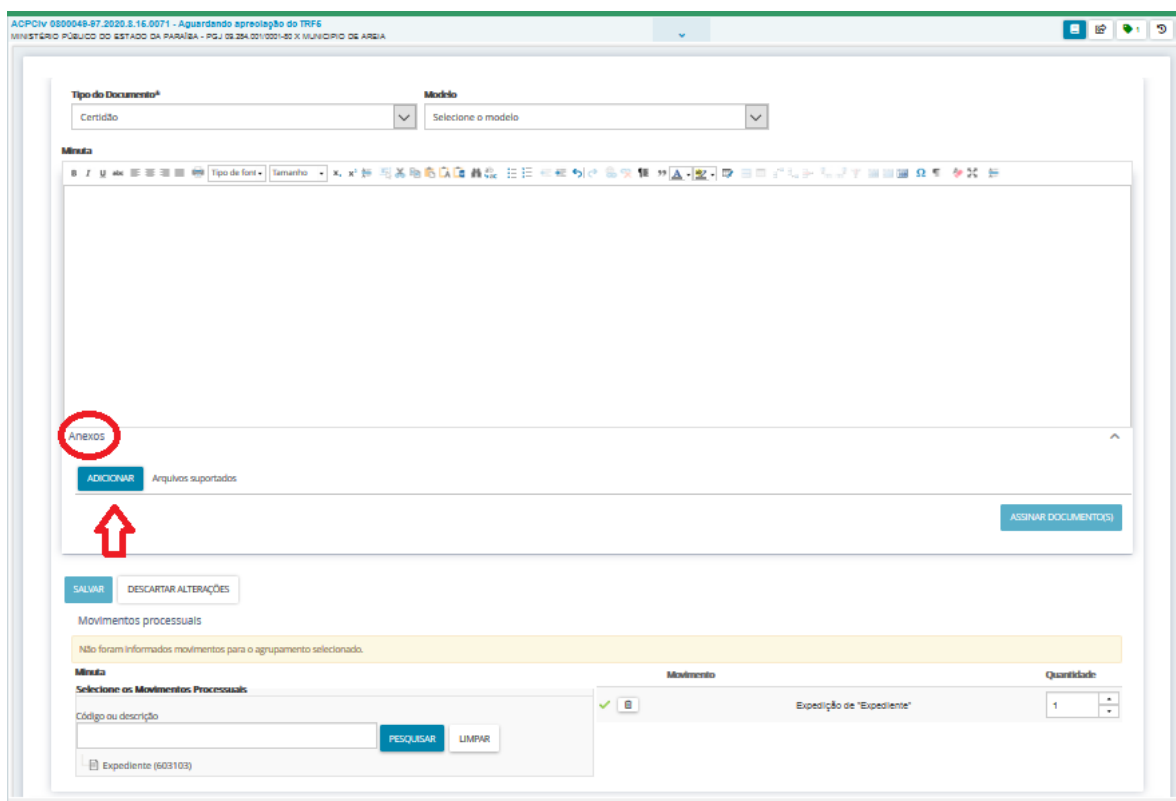 ACPCiv 0800049-97.2020.8.15.0071 - Aguardando apreciação do TRF5
MINISTÉRIO PÚBLICO DO ESTADO DA PARAÍBA - PGJ 09.284.001/0001-80 X MUNICIPIO DE AREIA
1
Tipo do Documento* Modelo
Certidão Selecione o modelo
Minuta
B I U abc Tipo de font Tamanho
Anexos
ADICIONAR Arquivos suportados
ASSINAR DOCUMENTO(S)
SALVAR DESCARTAR ALTERAÇÕES
Movimentos processuais
Não foram informados movimentos para o agrupamento selecionado.
Minuta Movimento Quantidade
Selecione os Movimentos Processuais
Expedição de "Expediente" 1
Código ou descrição
PESQUISAR LIMPAR
Expediente (603103)